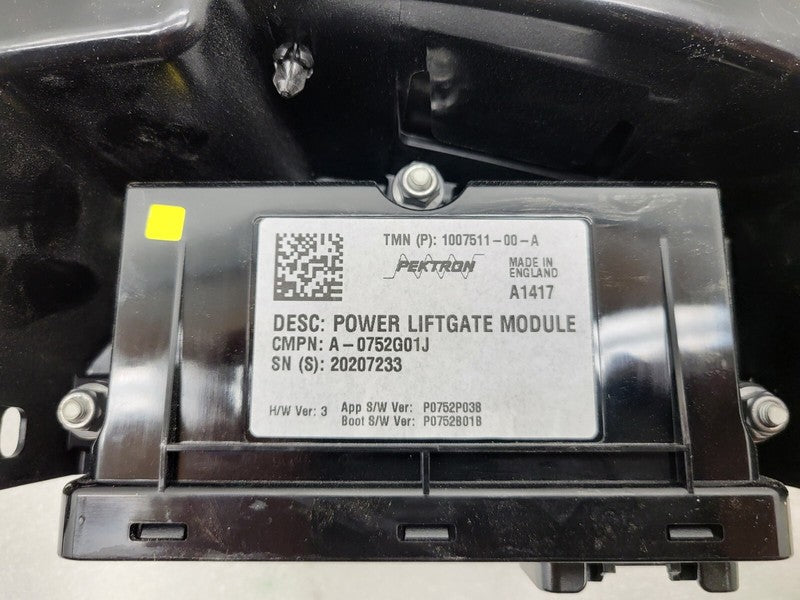 TMN (P): 1007511-00-A
PEKTRON
MADE IN
ENGLAND
A1417
DESC: POWER LIFTGATE MODULE
CMPN: A-0752G01J
SN (S): 20207233
H/W Ver: 3 App S/W Ver: P0752P03B
Boot S/W Ver: P0752B01B